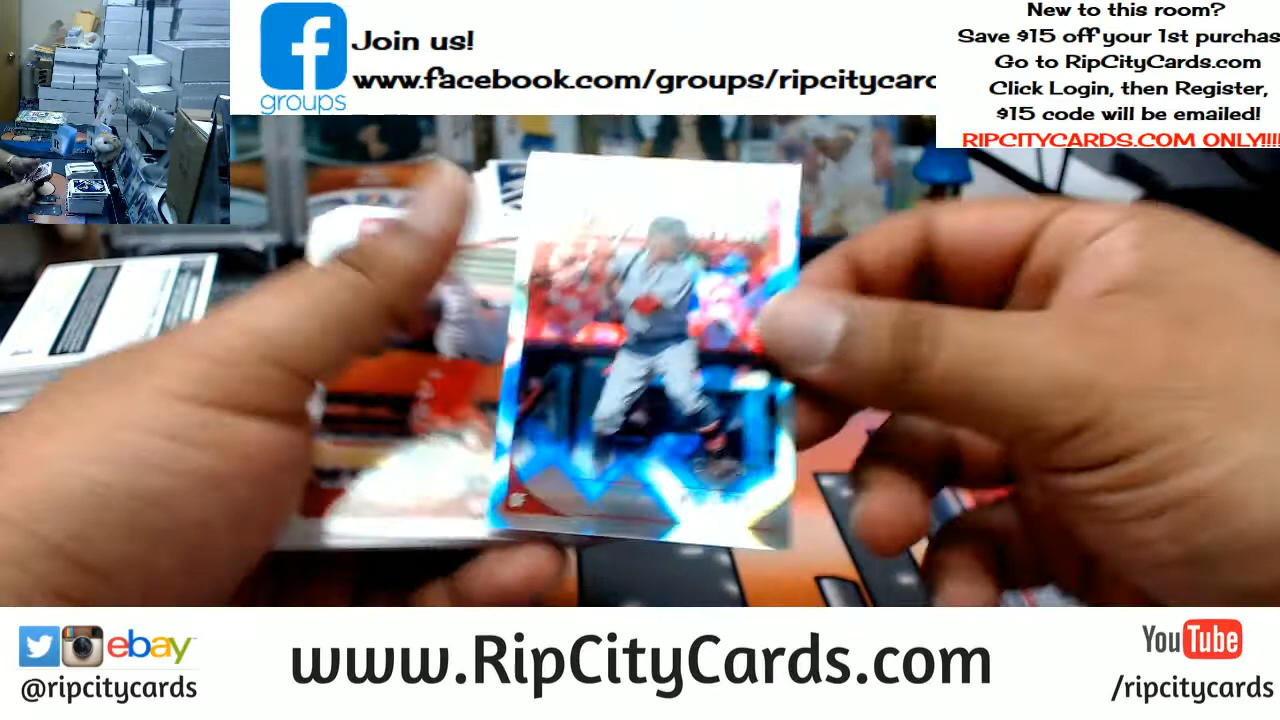 Join us!
www.facebook.com/groups/ripcitycarc
groups
New to this room?
Save $15 off your 1st purchas
Go to RipCityCards.com
Click Login, then Register,
$15 code will be emailed!
RIPCITYCARDS.COM ONLY!!!!
ebay
@ripcitycards
www.RipCityCards.com
YouTube
/ripcitycards